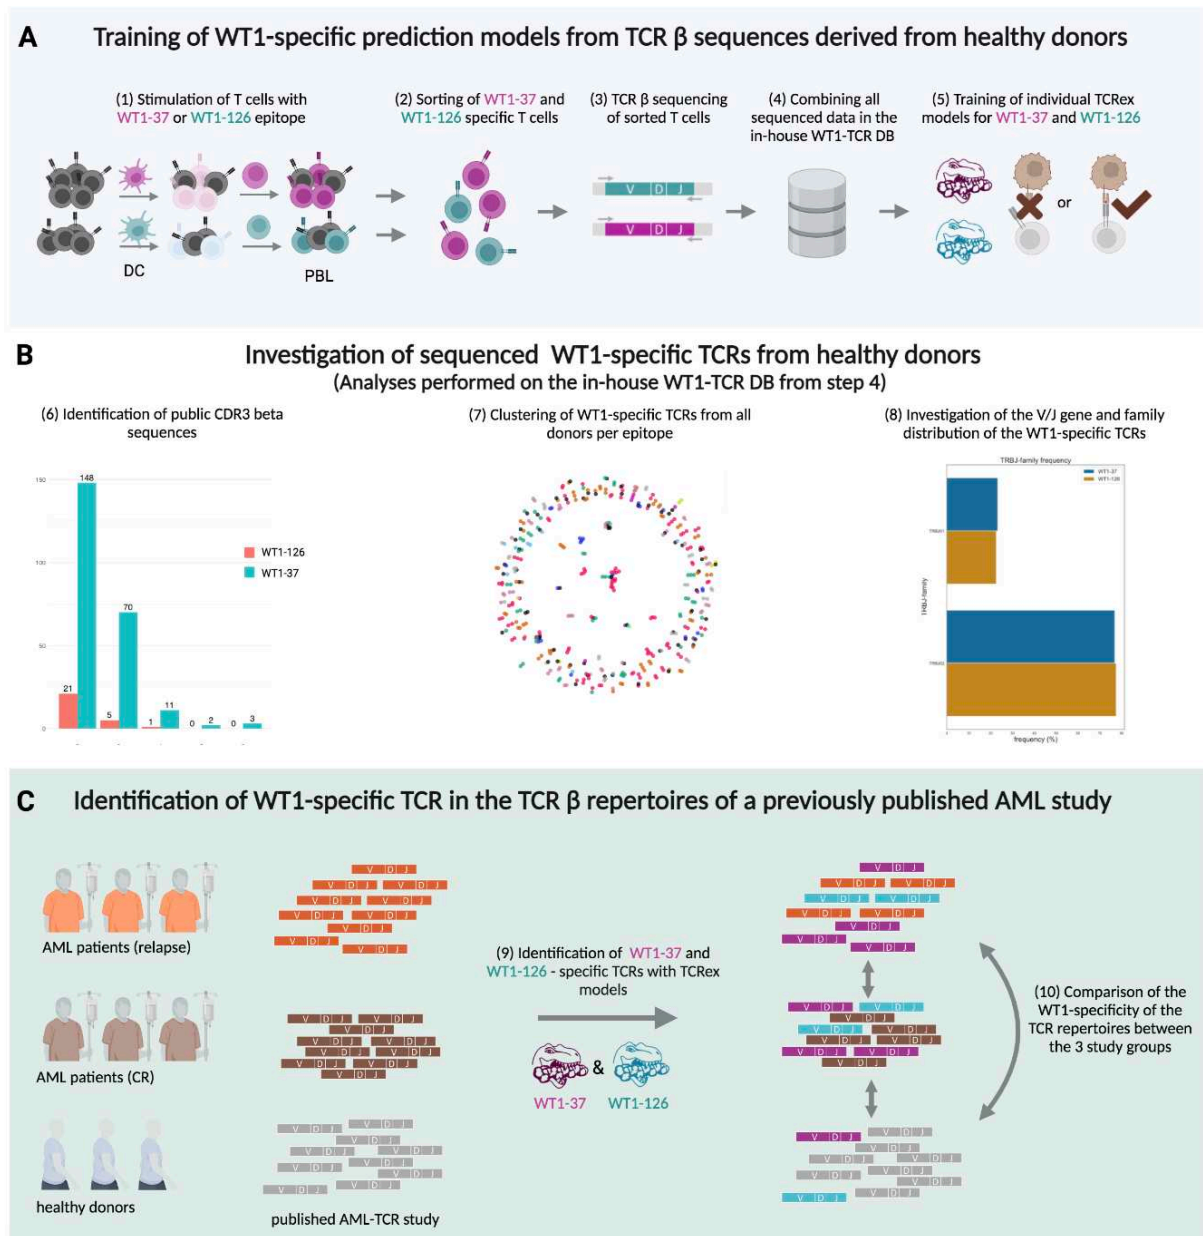 A
Training of WT1-specific prediction models from TCR β sequences derived from healthy donors
(1) Stimulation of T cells with
WT1-37 or WT1-126 epitope
(2) Sorting of WT1-37 and
WT1-126 specific T cells
(3) TCR β sequencing
of sorted T cells
(4) Combining all
sequenced data in the
in-house WT1-TCR DB
(5) Training of individual TCRex
models for WT1-37 and WT1-126
V D J
V D J
or
DC
PBL
B
Investigation of sequenced WT1-specific TCRs from healthy donors
(Analyses performed on the in-house WT1-TCR DB from step 4)
(6) Identification of public CDR3 beta
sequences
(7) Clustering of WT1-specific TCRs from all
donors per epitope
(8) Investigation of the V/J gene and family
distribution of the WT1-specific TCRs
150
100
50
0
21
148
5
70
1
11
0
2
0
3
WT1-126
WT1-37
TRBJ-family frequency
WT1-37
WT1-126
TRBJ-family
frequency (%)
C
Identification of WT1-specific TCR in the TCR β repertoires of a previously published AML study
AML patients (relapse)
AML patients (CR)
healthy donors
published AML-TCR study
(9) Identification of WT1-37 and
WT1-126 - specific TCRs with TCRex
models
&
WT1-37 WT1-126
(10) Comparison of the
WT1-specificity of the
TCR repertoires between
the 3 study groups